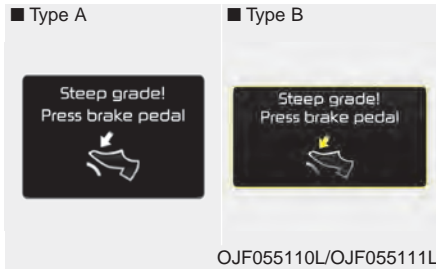 ■ Type A
■ Type B
Steep grade!
Press brake pedal
Steep grade!
Press brake pedal
OJF055110L/OJF055111L